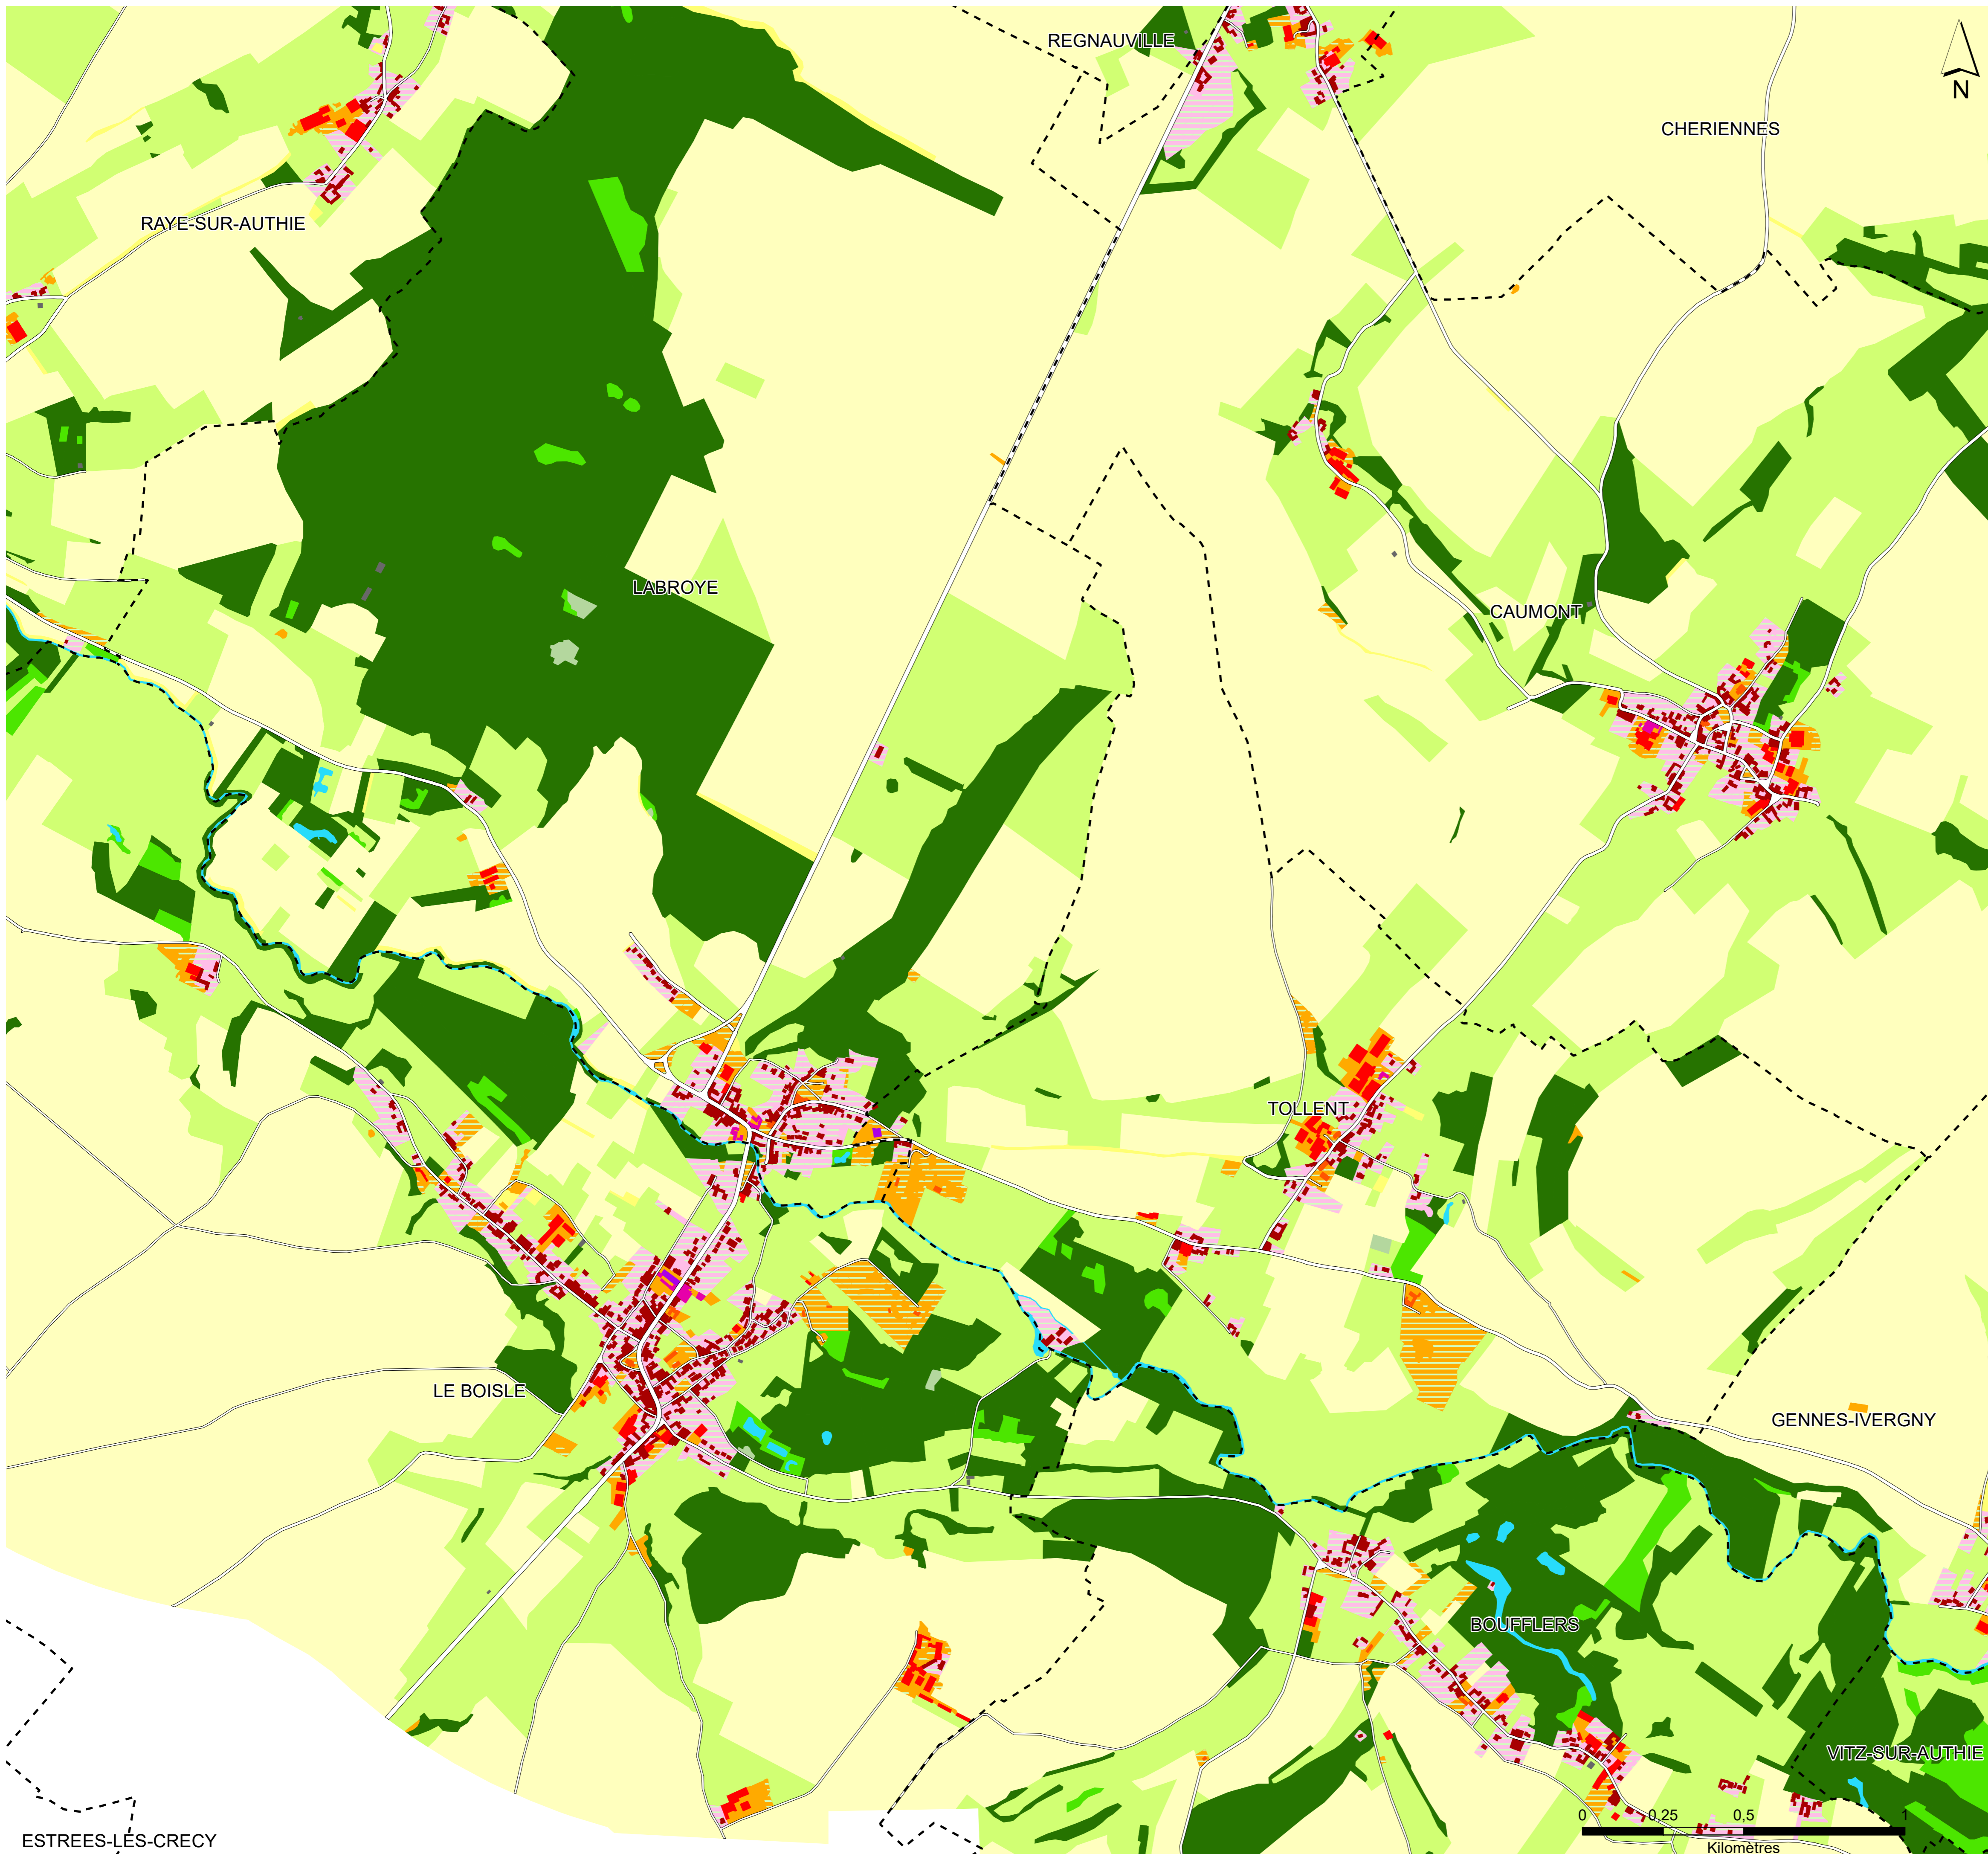 REGNAUVILLE
N
CHERIENNES
RAYE-SUR-AUTHIE
LABROYE
CAUMONT
TOLLENT
LE BOISLE
GENNES-IVERGNY
BOUFFLERS
VITZ-SUR-AUTHIE
0 0,25 0,5 1
ESTREES-LES-CRECY
Kilomètres